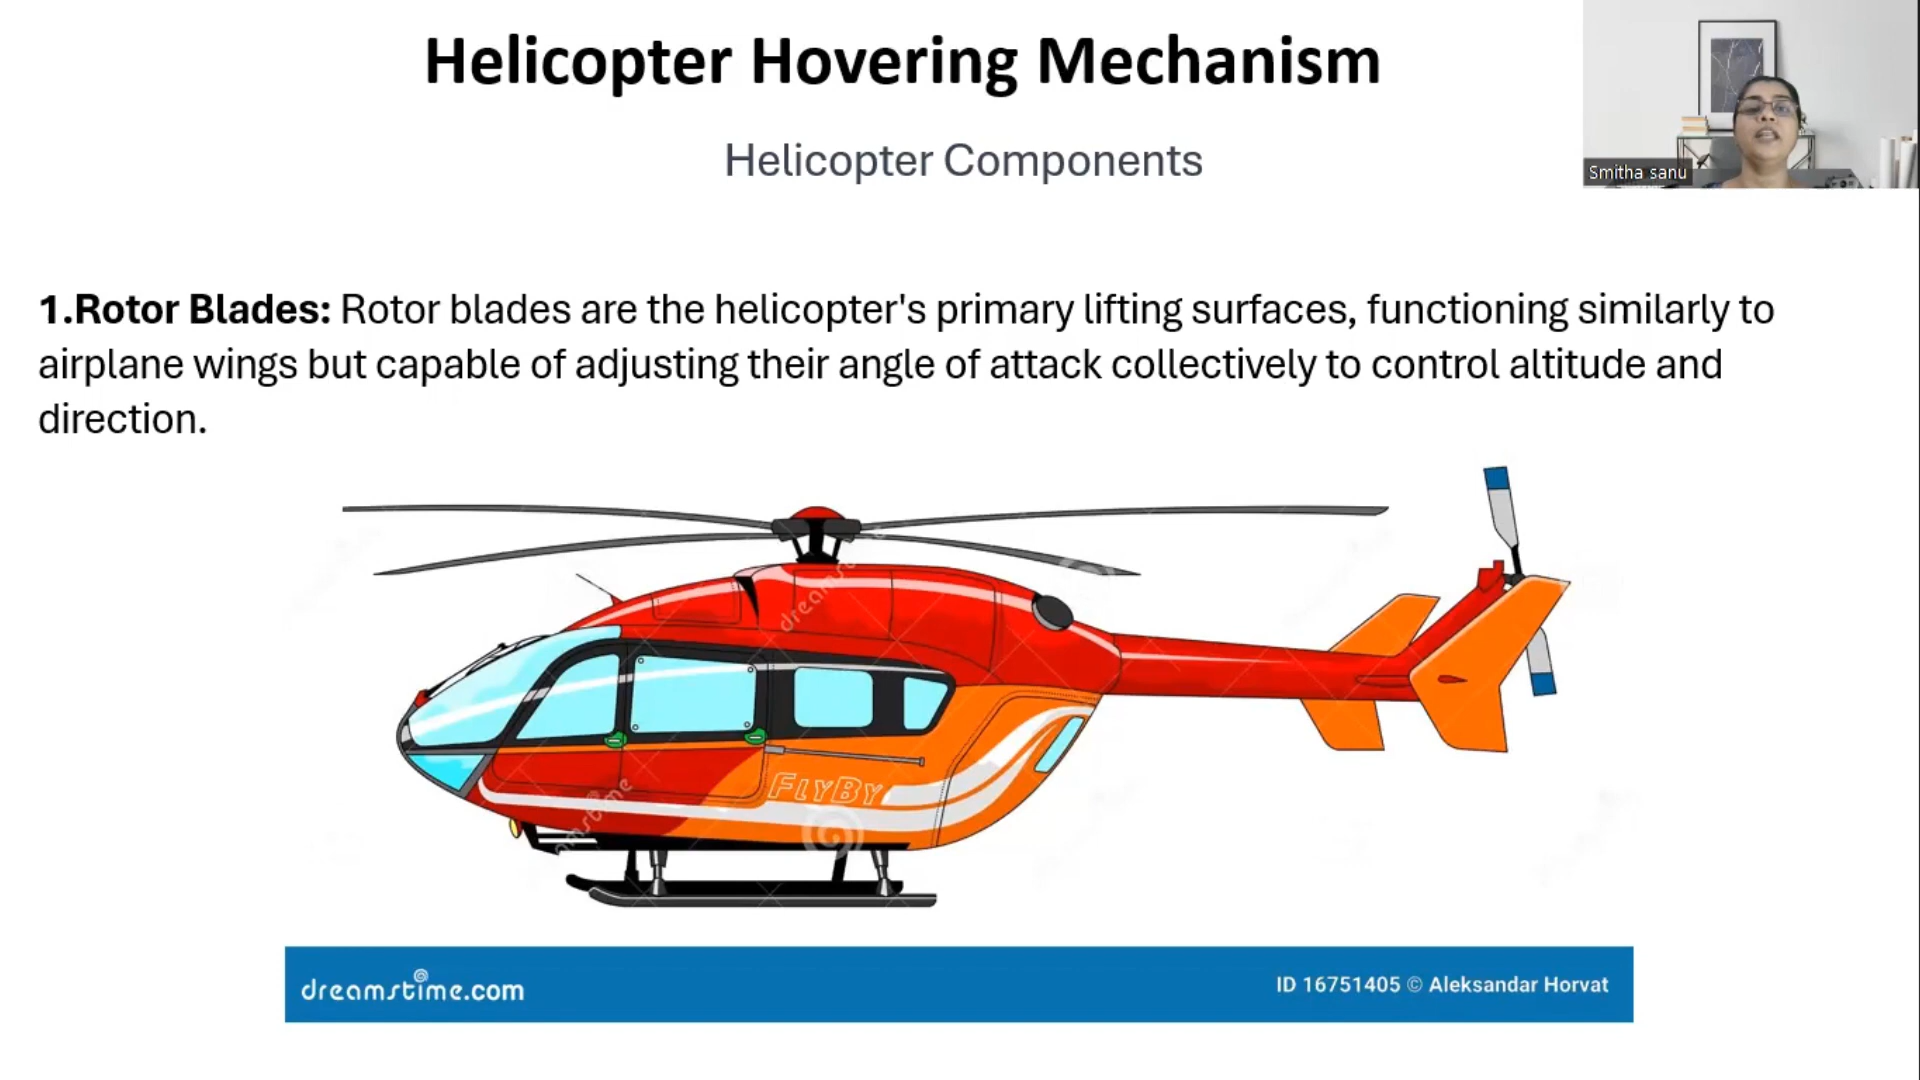 Helicopter Hovering Mechanism
Helicopter Components
Smitha sanu
1.Rotor Blades: Rotor blades are the helicopter's primary lifting surfaces, functioning similarly to
airplane wings but capable of adjusting their angle of attack collectively to control altitude and
direction.
FLYBY
dreamstime.com
ID 16751405 © Aleksandar Horvat